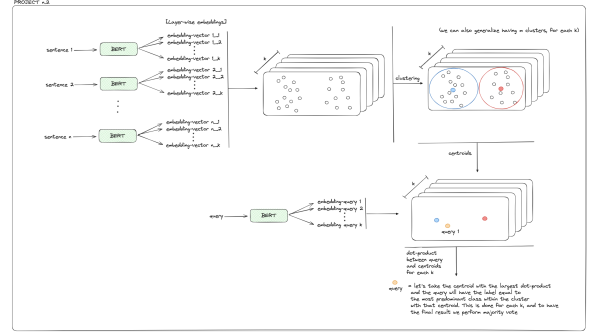 PROJECT n.2
[Layer-wise embeddings]
sentence 1
BERT
embedding-vector 1_1
embedding-vector 1_2
embedding-vector 1_k
sentence 2
BERT
embedding-vector 2_1
embedding-vector 2_2
embedding-vector 2_k
sentence n
BERT
embedding-vector n_1
embedding-vector n_2
embedding-vector n_k
k
clustering
(we can also generalize having m clusters, for each k)
k
centroids
query
BERT
embedding-query 1
embedding-query 2
embedding-query k
k
query 1
dot-product
between query
and centroids
for each k
query
= let's take the centroid with the largest dot-product
and the query will have the label equal to
the most predominant class within the cluster
with that centroid. This is done for each k, and to have
the final result we perform majority vote